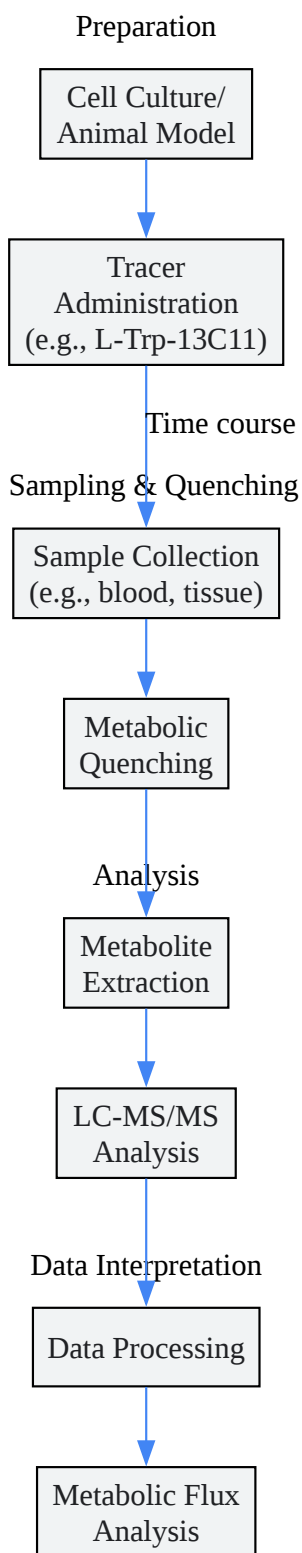 Preparation
Cell Culture/
Animal Model
Tracer
Administration
(e.g., L-Trp-13C11)
Time course
Sampling & Quenching
Sample Collection
(e.g., blood, tissue)
Metabolic
Quenching
Analysis
Metabolite
Extraction
LC-MS/MS
Analysis
Data Interpretation
Data Processing
Metabolic Flux
Analysis